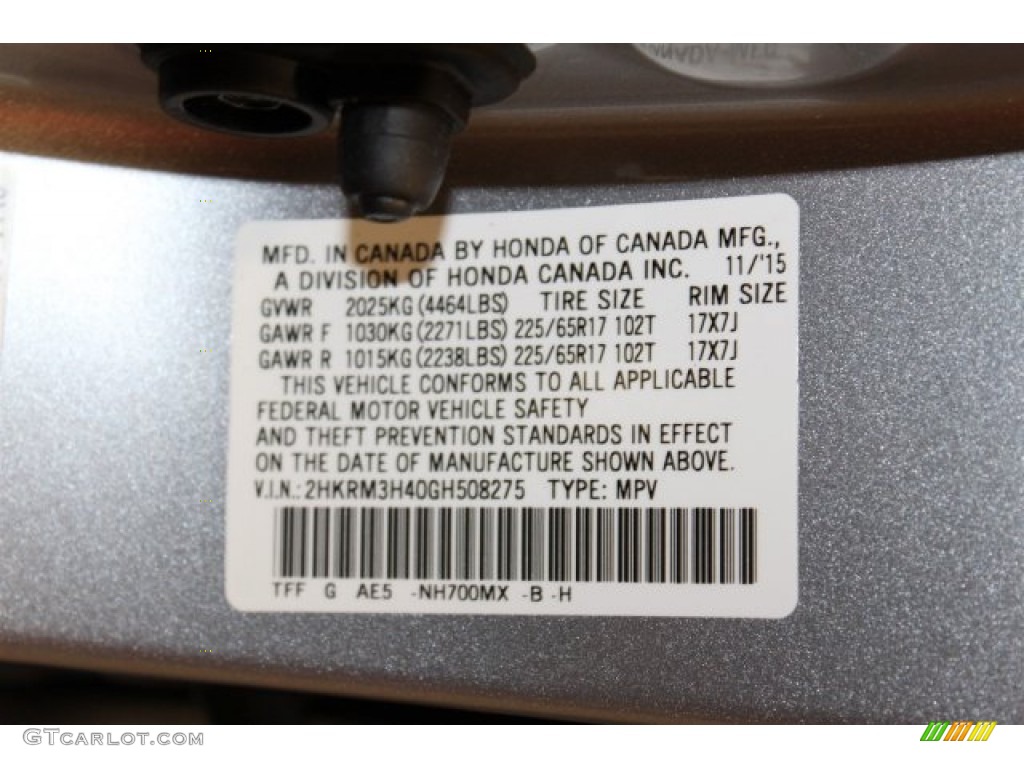 MFD. IN CANADA BY HONDA OF CANADA MFG.,
A DIVISION OF HONDA CANADA INC. 11/'15
GVWR 2025KG (4464LBS) TIRE SIZE RIM SIZE
GAWR F 1030KG (2271LBS) 225/65R17 102T 17X7J
GAWR R 1015KG (2238LBS) 225/65R17 102T 17X7J
THIS VEHICLE CONFORMS TO ALL APPLICABLE
FEDERAL MOTOR VEHICLE SAFETY
AND THEFT PREVENTION STANDARDS IN EFFECT
ON THE DATE OF MANUFACTURE SHOWN ABOVE.
V.I.N.: 2HKRM3H40GH508275 TYPE: MPV
TFF G AE5 -NH700MX -B -H
GTCARLOT.COM